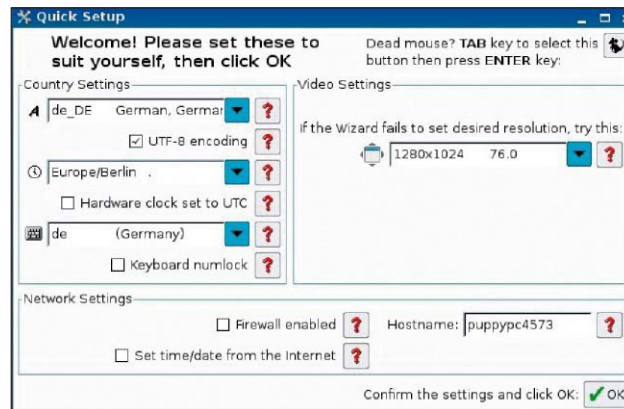 Quick Setup
Welcome! Please set these to
suit yourself, then click OK
Dead mouse? TAB key to select this
button then press ENTER key:
Country Settings
de_DE German, German
UTF-8 encoding
Europe/Berlin .
Hardware clock set to UTC
de (Germany)
Keyboard numlock
Video Settings
If the Wizard fails to set desired resolution, try this:
1280x1024 76.0
Network Settings
Firewall enabled
Hostname: puppypc4573
Set time/date from the Internet
Confirm the settings and click OK: OK